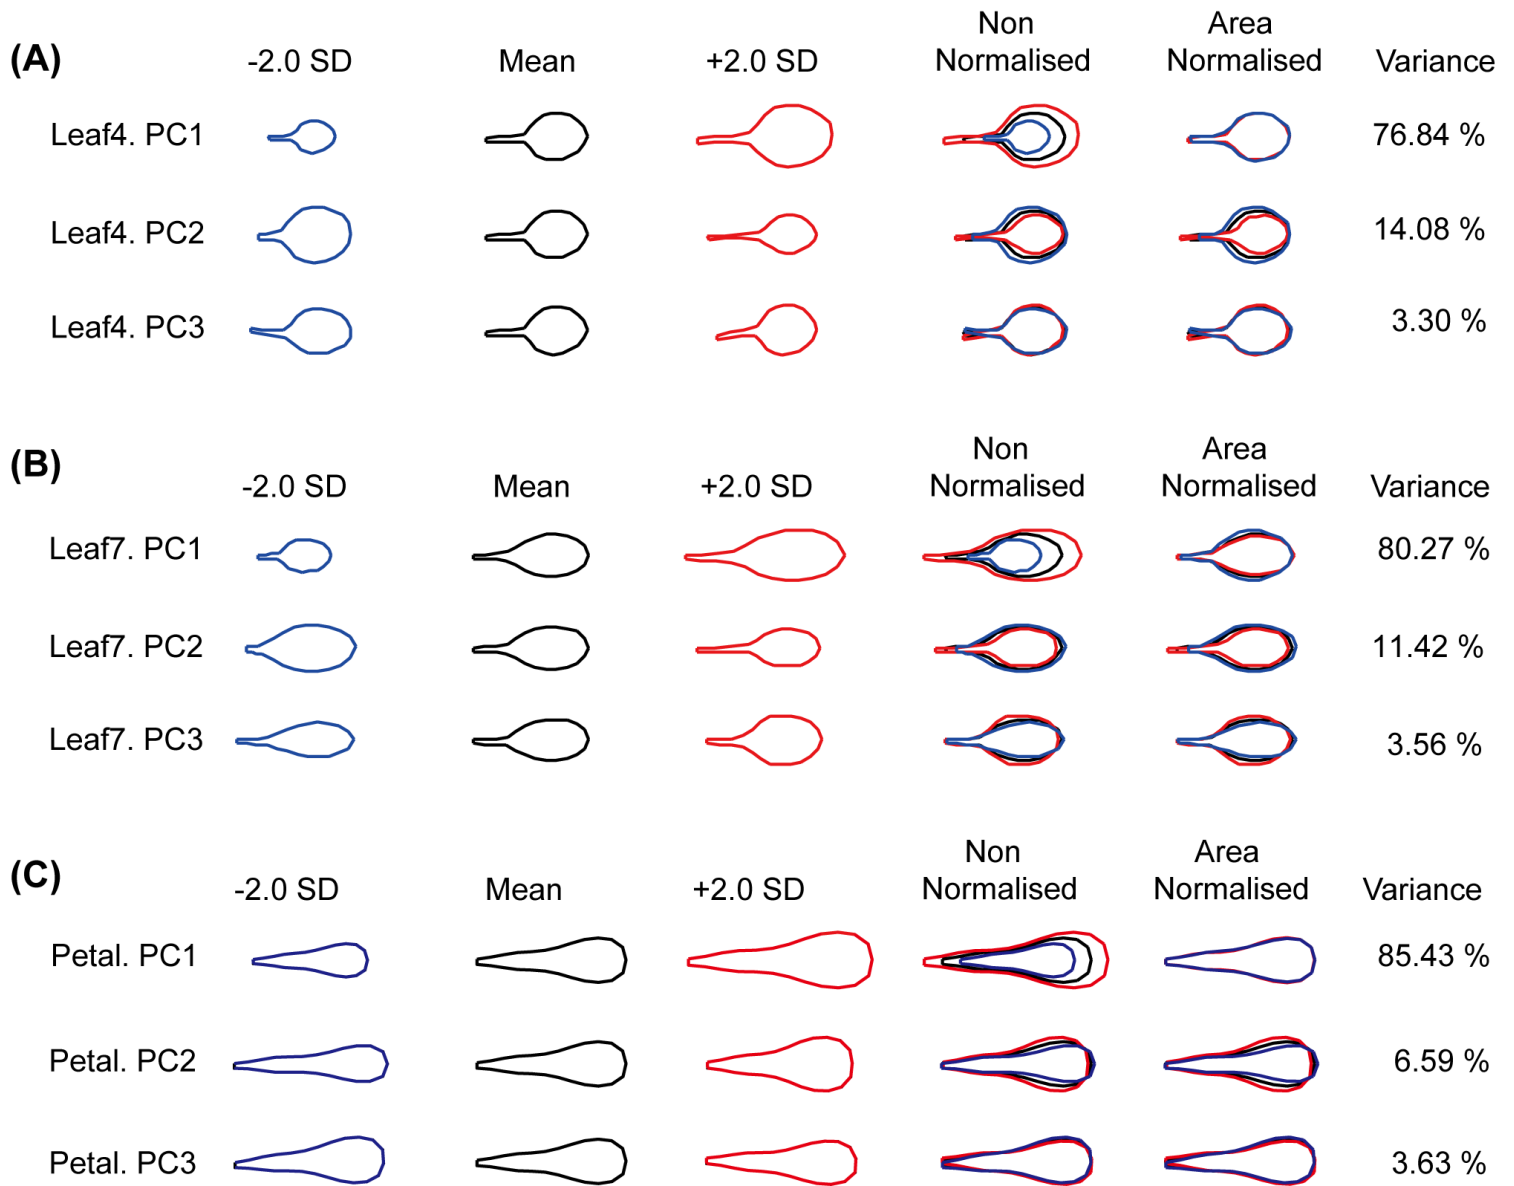 (A)
-2.0 SD Mean +2.0 SD Non Normalised Area Normalised Variance
Leaf4. PC1 76.84 %
Leaf4. PC2 14.08 %
Leaf4. PC3 3.30 %
(B)
-2.0 SD Mean +2.0 SD Non Normalised Area Normalised Variance
Leaf7. PC1 80.27 %
Leaf7. PC2 11.42 %
Leaf7. PC3 3.56 %
(C)
-2.0 SD Mean +2.0 SD Non Normalised Area Normalised Variance
Petal. PC1 85.43 %
Petal. PC2 6.59 %
Petal. PC3 3.63 %